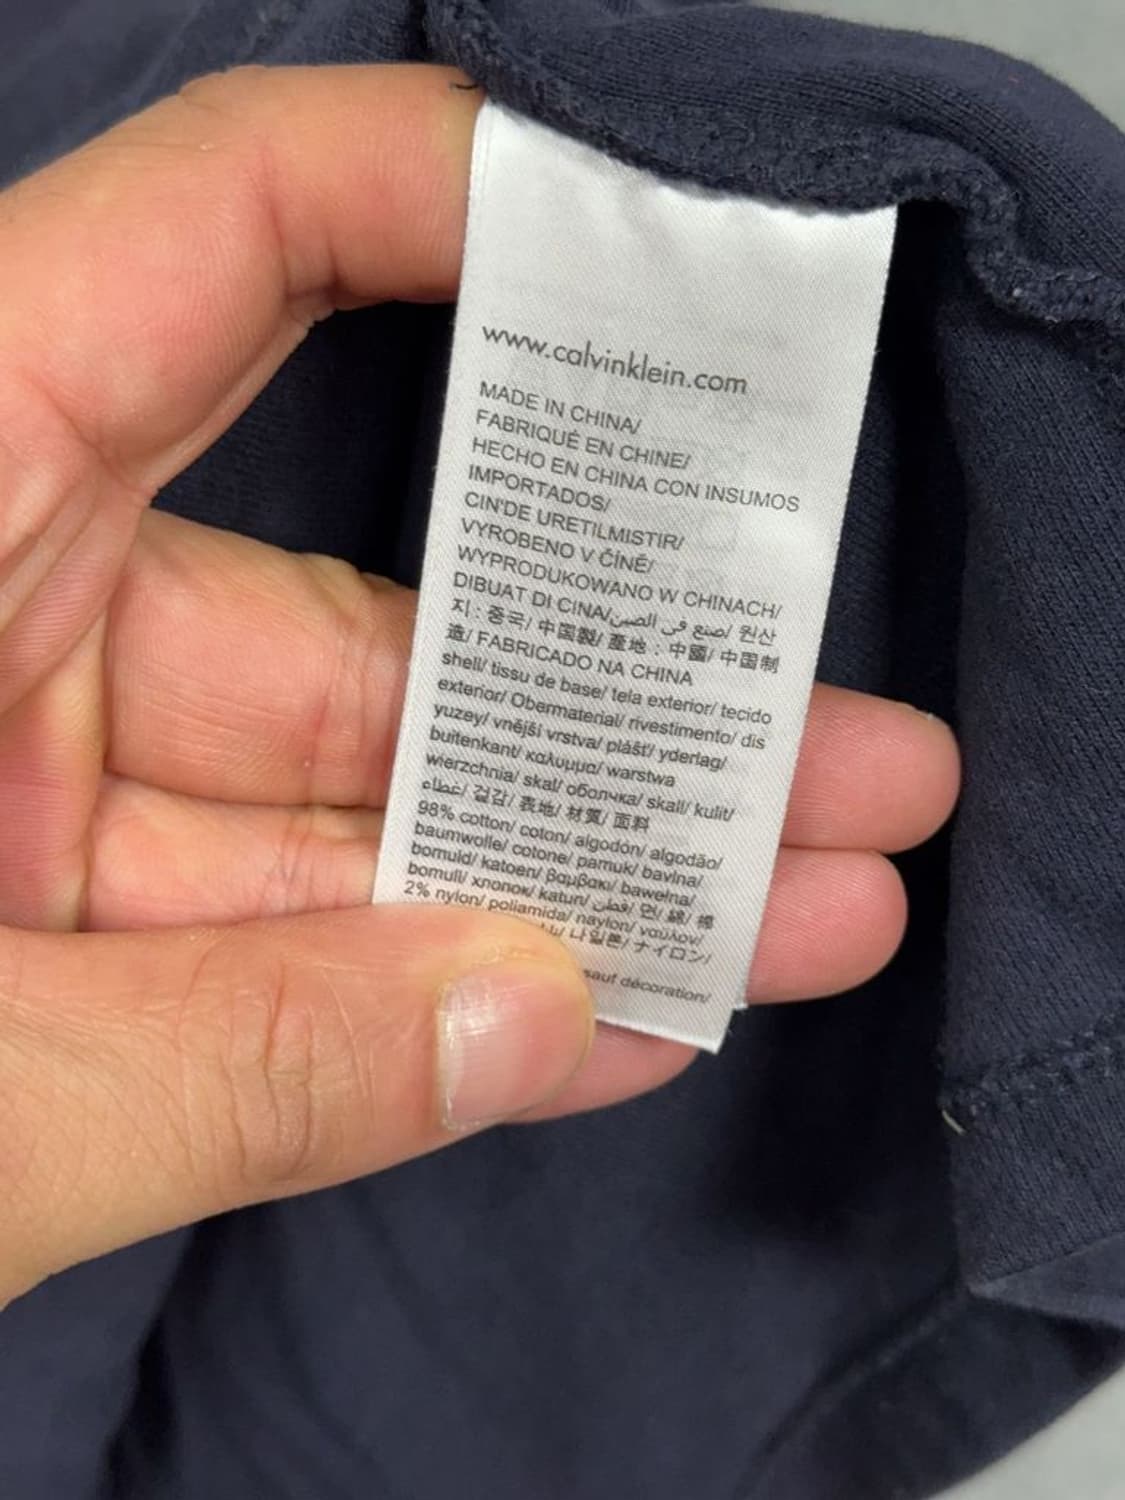 www.calvinklein.com
MADE IN CHINA/
FABRIQUÉ EN CHINE/
HECHO EN CHINA CON INSUMOS
IMPORTADOS/
CIN'DE URETILMISTIR/
VYROBENO V ČÍNĚ/
WYPRODUKOWANO W CHINACH/
DIBUAT DI CINA/صنع في الصين/ 원산
지 : 중국/ 中国製/ 產地 : 中國/ 中国制
造/ FABRICADO NA CHINA
shell/ tissu de base/ tela exterior/ tecido
exterior/ Obermaterial/ rivestimento/ dis
yuzey/ vnější vrstva/ plášť/ yderlag/
buitenkant/ καλυμμα/ warstwa
wierzchnia/ skal/ оболчка/ skall/ kulit/
غطاء/ 겉감/ 表地/ 材質/ 面料
98% cotton/ coton/ algodón/ algodão/
baumwolle/ cotone/ pamuk/ bavlna/
bomuld/ katoen/ βαμβακι/ bawełna/
bomull/ хлопок/ katun/ قطن/ 면/ 綿/ 棉
2% nylon/ poliamida/ naylon/ ναϋλον/
나일론/ ナイロン/
sauf décoration/